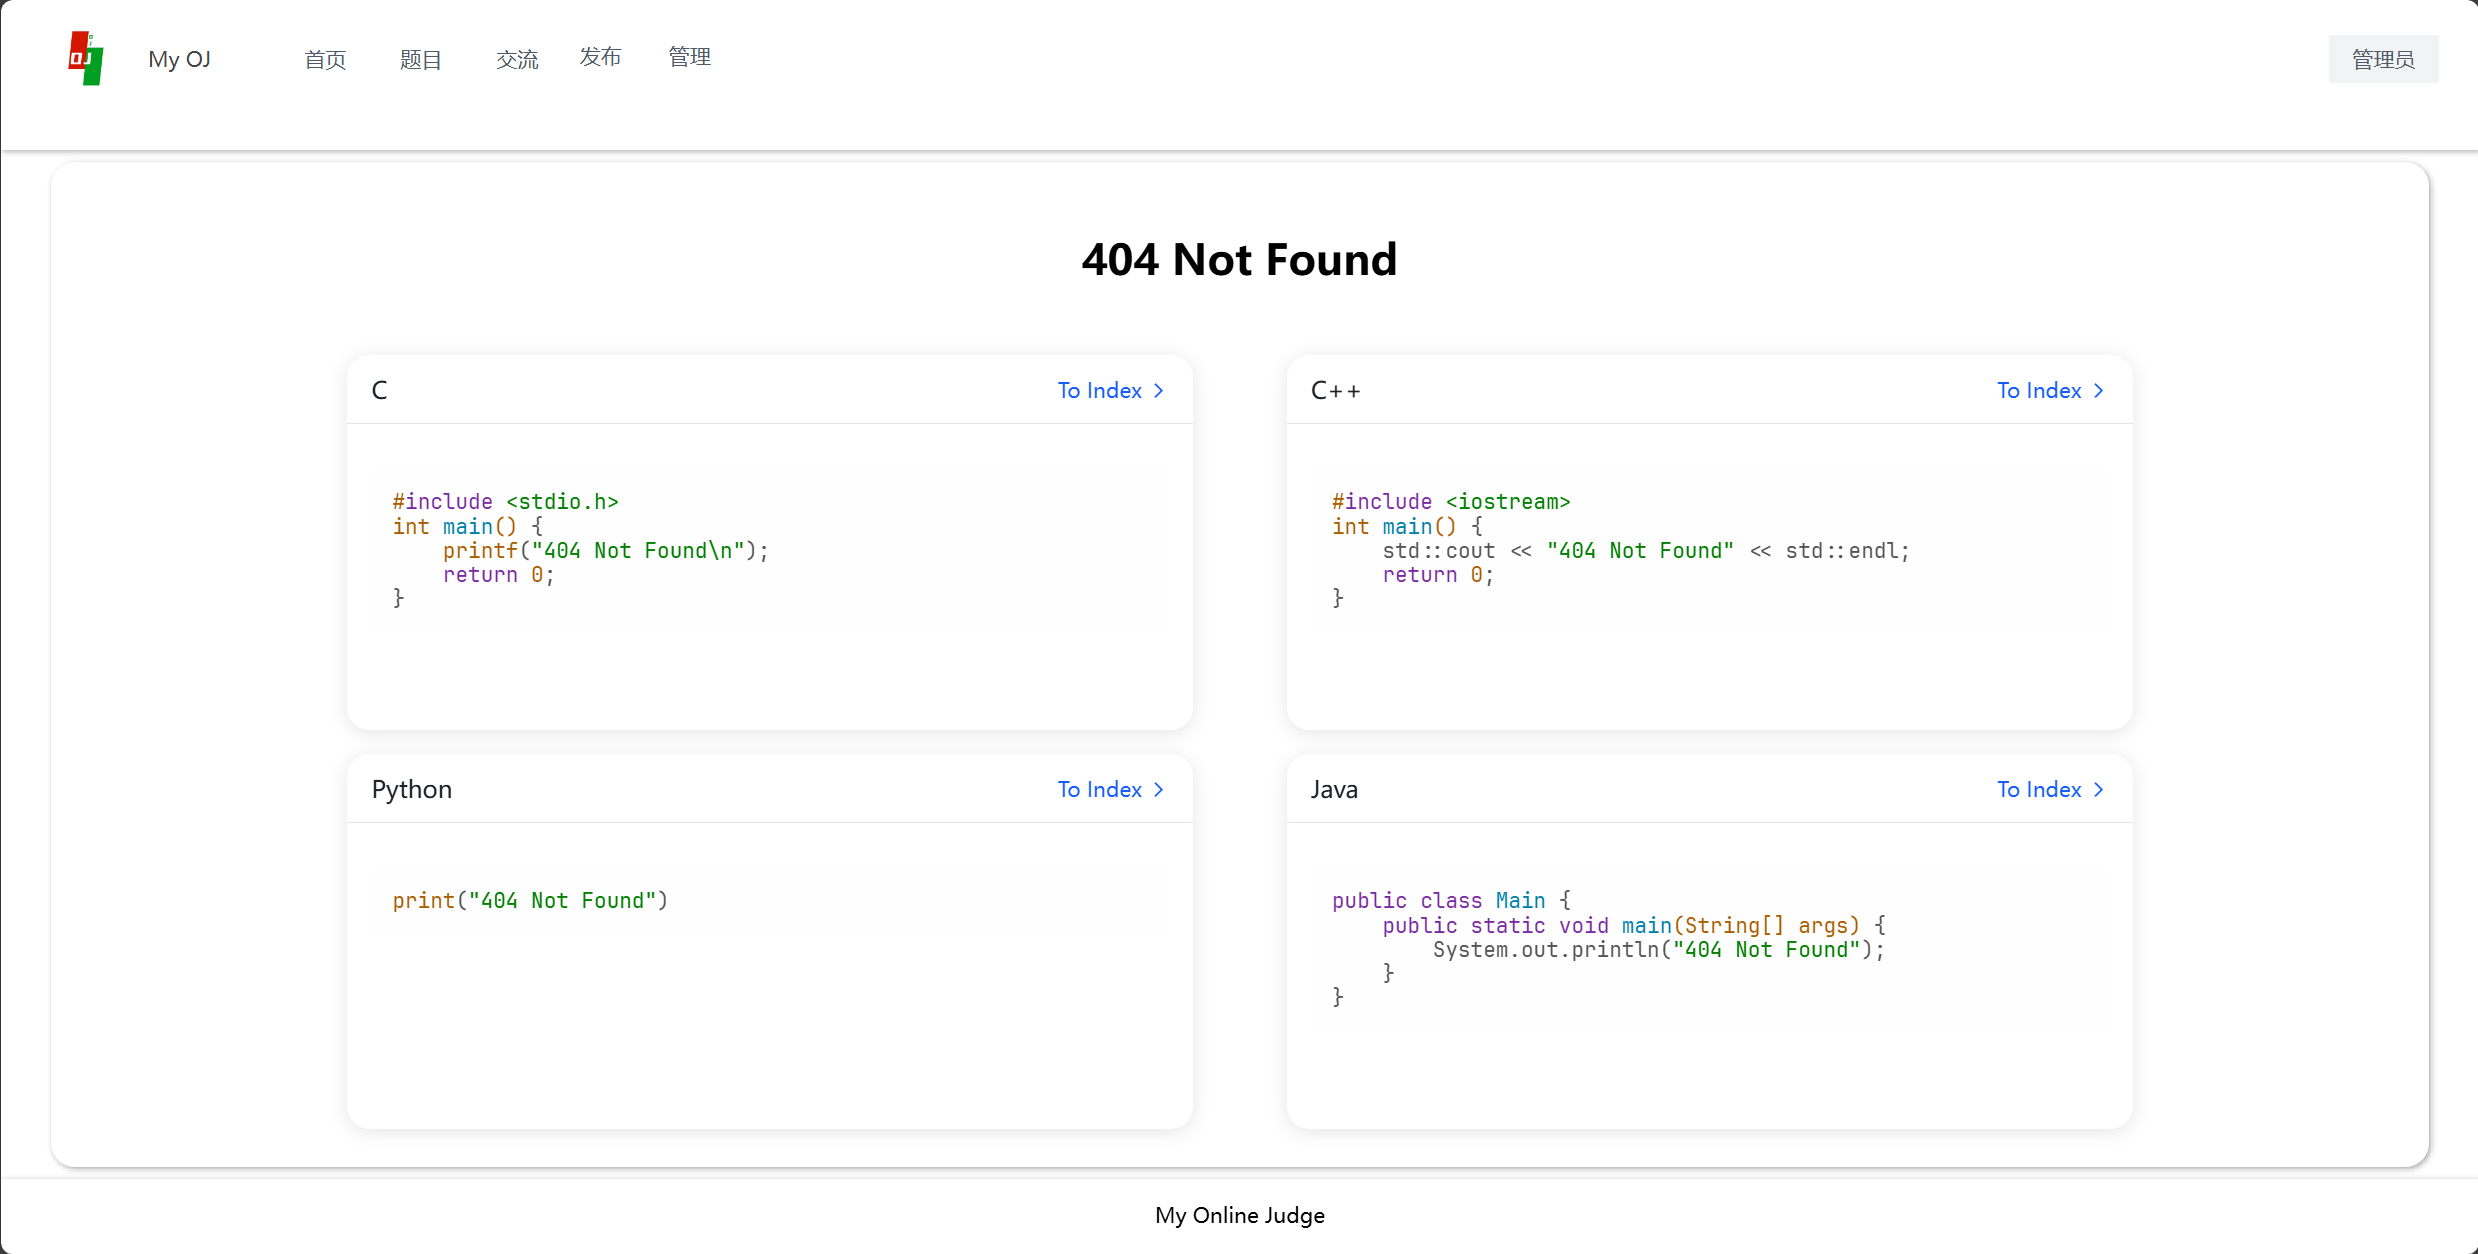 OJ
My OJ
首页
题目
交流
发布
管理
管理员
404 Not Found
C
To Index
#include <stdio.h>
int main() {
    printf("404 Not Found\n");
    return 0;
}
C++
To Index
#include <iostream>
int main() {
    std::cout << "404 Not Found" << std::endl;
    return 0;
}
Python
To Index
print("404 Not Found")
Java
To Index
public class Main {
    public static void main(String[] args) {
        System.out.println("404 Not Found");
    }
}
My Online Judge